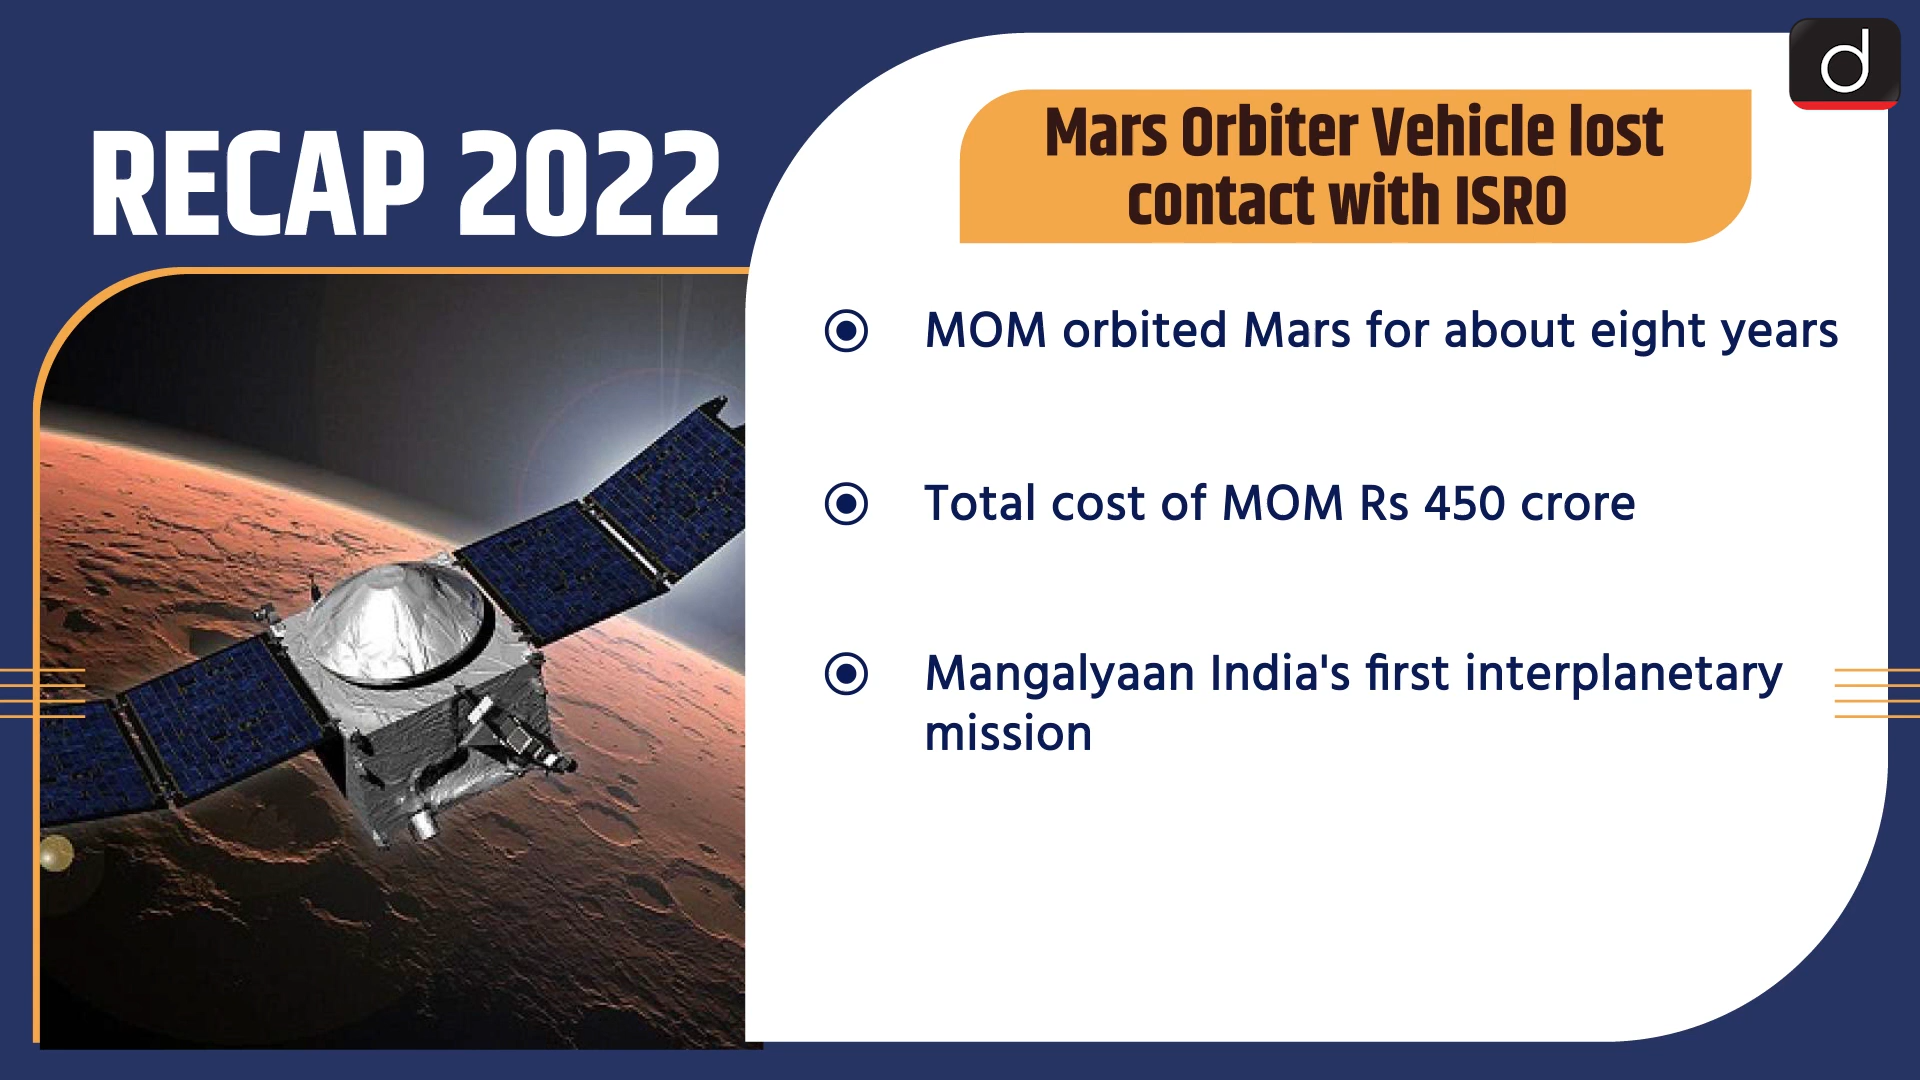 RECAP 2022
d
Mars Orbiter Vehicle lost
contact with ISRO
MOM orbited Mars for about eight years
Total cost of MOM Rs 450 crore
Mangalyaan India's first interplanetary
mission